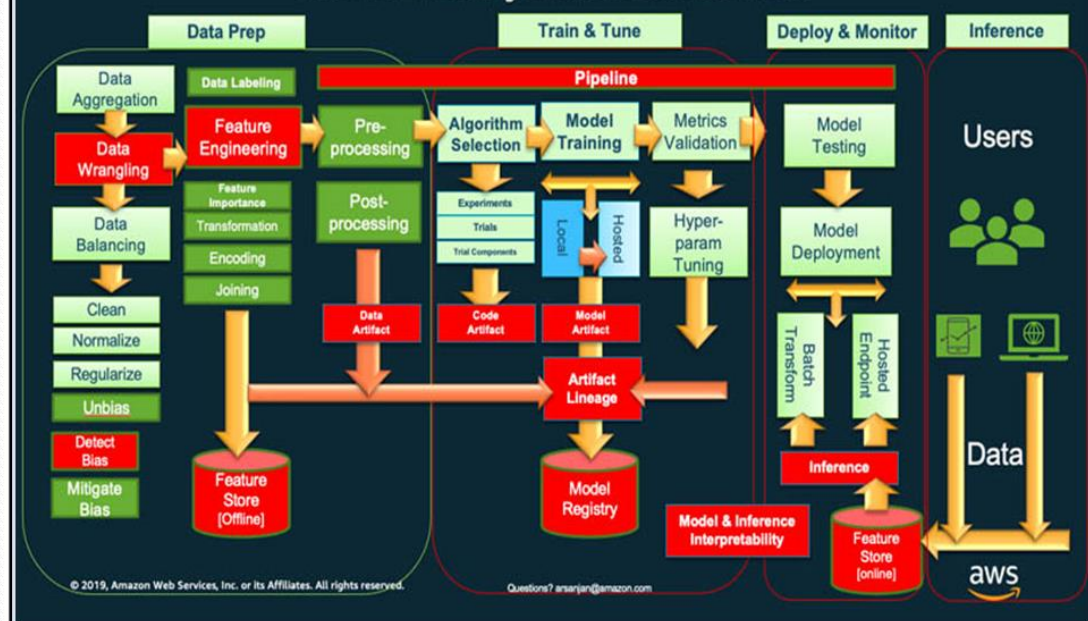 Data Prep
Train & Tune
Deploy & Monitor
Inference
Pipeline
Data
Aggregation
Data
Wrangling
Data
Balancing
Clean
Normalize
Regularize
Unbias
Detect
Bias
Mitigate
Bias
Data Labeling
Feature
Engineering
Feature
Importance
Transformation
Encoding
Joining
Feature
Store
[Offline]
Pre-
processing
Post-
processing
Data
Artifact
Algorithm
Selection
Experiments
Trials
Trial Components
Code
Artifact
Model
Training
Local
Hosted
Model
Artifact
Artifact
Lineage
Model
Registry
Metrics
Validation
Hyper-
param
Tuning
Model & Inference
Interpretability
Model
Testing
Model
Deployment
Batch
Transform
Hosted
Endpoint
Inference
Feature
Store
[online]
Users
Data
aws
© 2019, Amazon Web Services, Inc. or its Affiliates. All rights reserved.
Questions? arsanjan@amazon.com